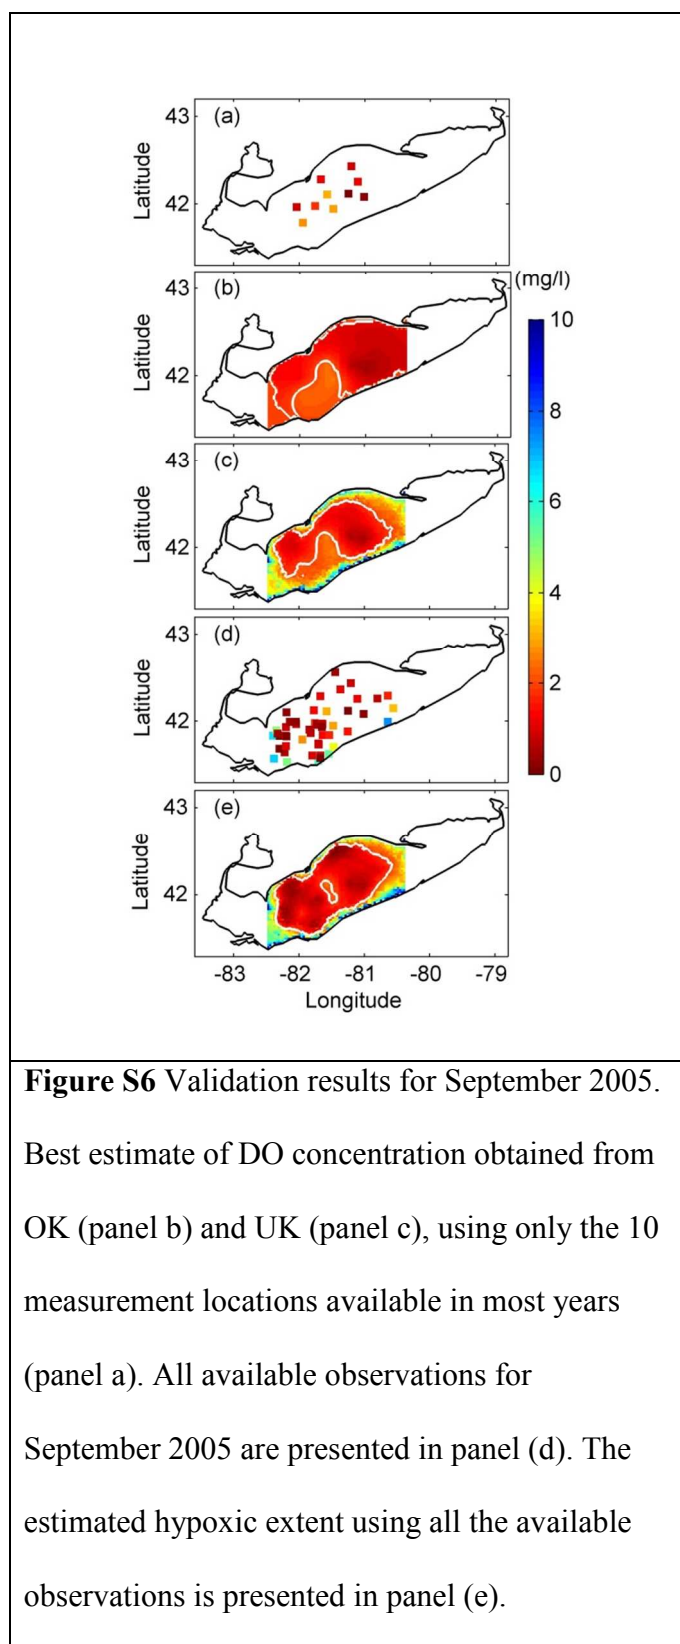 (a)
43
42
Latitude
(mg/l)
(b)
43
42
Latitude
10
8
6
4
2
0
(c)
43
42
Latitude
(d)
43
42
Latitude
(e)
43
42
Latitude
-83 -82 -81 -80 -79
Longitude
Figure S6 Validation results for September 2005.
Best estimate of DO concentration obtained from
OK (panel b) and UK (panel c), using only the 10
measurement locations available in most years
(panel a). All available observations for
September 2005 are presented in panel (d). The
estimated hypoxic extent using all the available
observations is presented in panel (e).